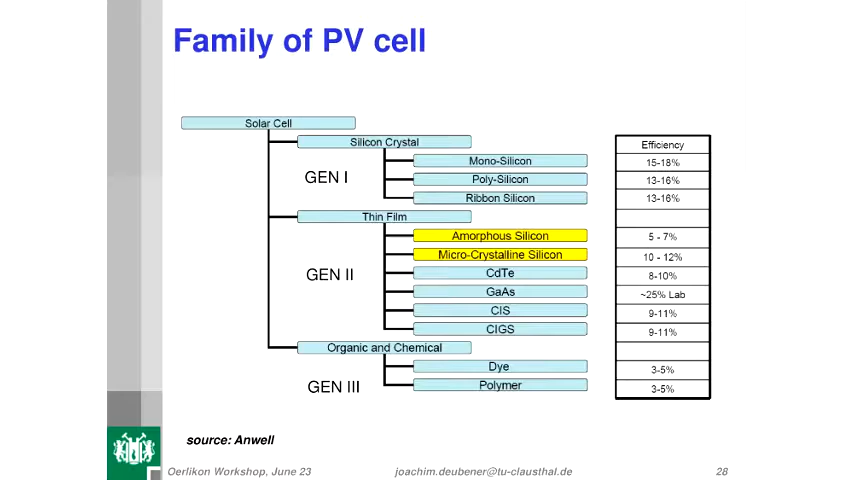 Family of PV cell
Solar Cell
Silicon Crystal
Efficiency
GEN I
Mono-Silicon
15-18%
Poly-Silicon
13-16%
Ribbon Silicon
13-16%
Thin Film
GEN II
Amorphous Silicon
5 - 7%
Micro-Crystalline Silicon
10 - 12%
CdTe
8-10%
GaAs
~25% Lab
CIS
9-11%
CIGS
9-11%
Organic and Chemical
GEN III
Dye
3-5%
Polymer
3-5%
source: Anwell
Oerlikon Workshop, June 23
joachim.deubener@tu-clausthal.de
28